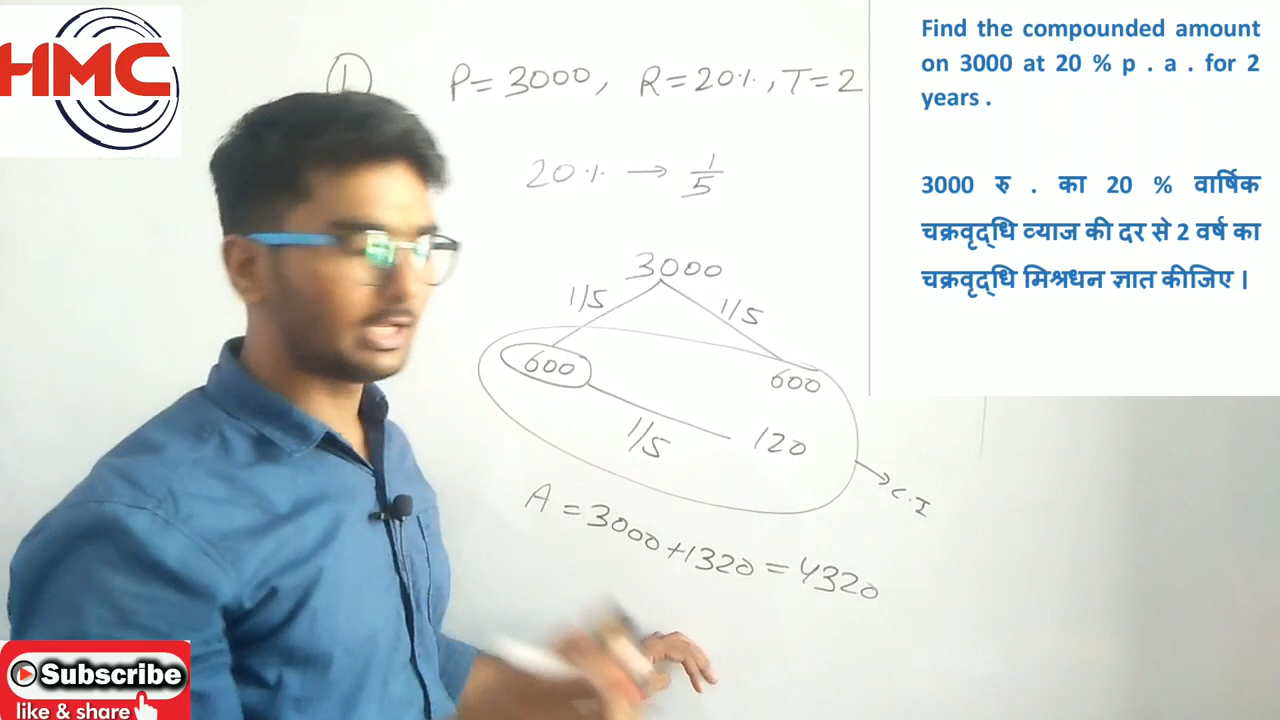 HMC
1
P = 3000, R = 20%, T = 2
20% → 1/5
3000
1/5 1/5
600 600
1/5 120
C.I
A = 3000 + 1320 = 4320
Find the compounded amount
on 3000 at 20 % p . a . for 2
years .
3000 रु . का 20 % वार्षिक
चक्रवृद्धि व्याज की दर से 2 वर्ष का
चक्रवृद्धि मिश्रधन ज्ञात कीजिए ।
Subscribe
like & share